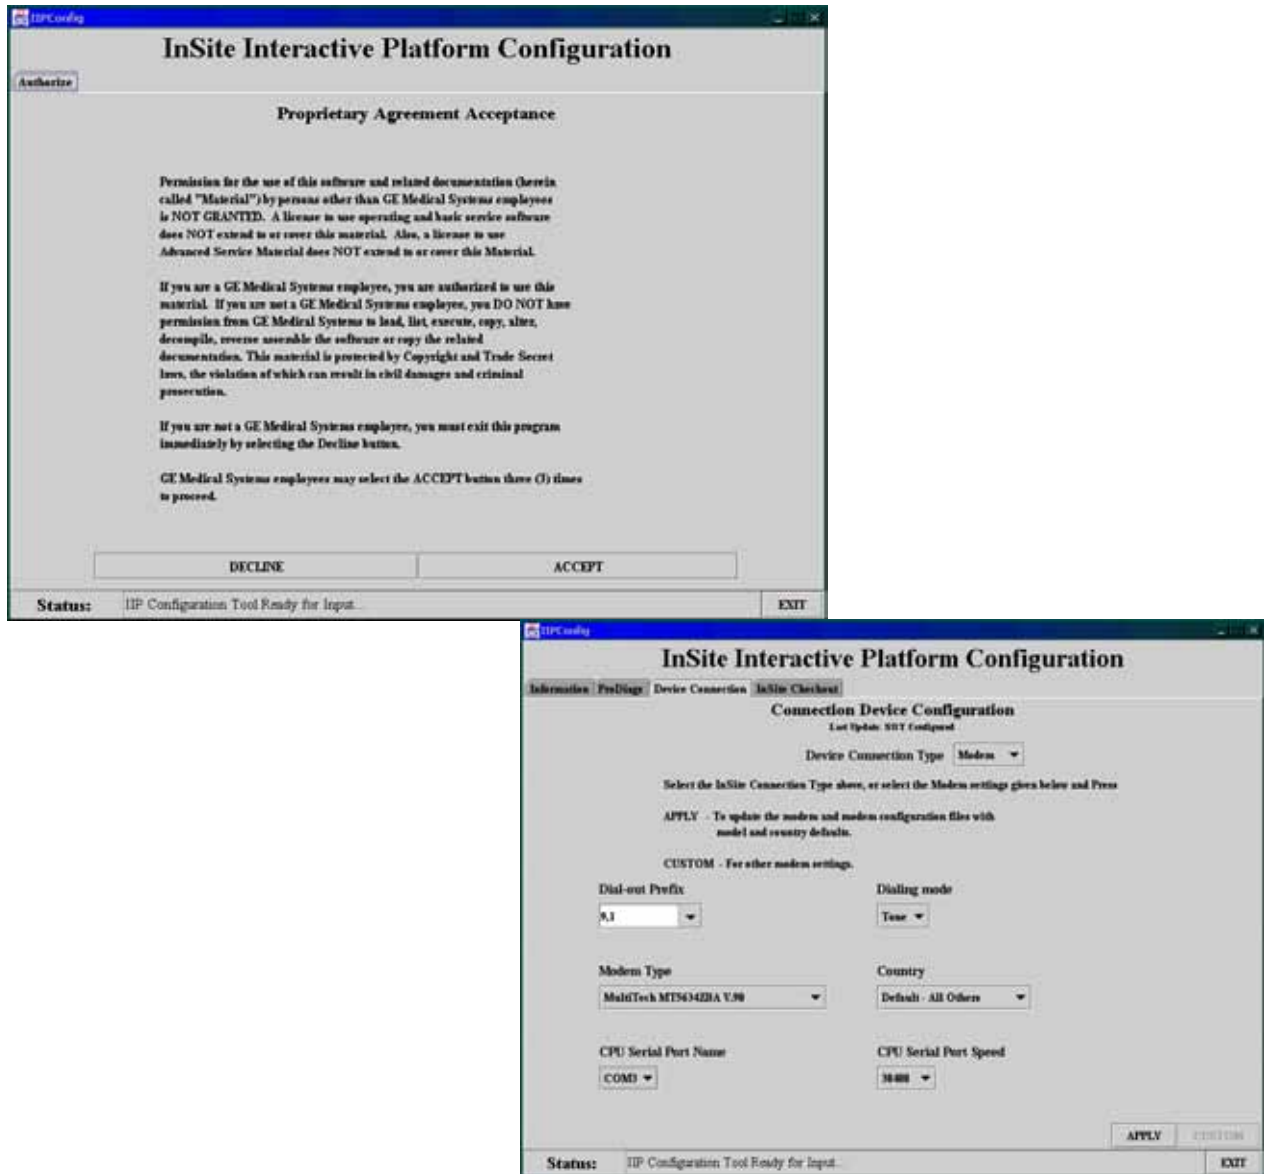 IIPConfig
InSite Interactive Platform Configuration
Authorize
Proprietary Agreement Acceptance
Permission for the use of this software and related documentation (herein
called "Material") by persons other than GE Medical Systems employees
is NOT GRANTED. A license to use operating and basic service software
does NOT extend to or cover this material. Also, a license to use
Advanced Service Material does NOT extend to or cover this Material.
If you are a GE Medical Systems employee, you are authorized to use this
material. If you are not a GE Medical Systems employee, you DO NOT have
permission from GE Medical Systems to load, list, execute, copy, alter,
decompile, reverse assemble the software or copy the related
documentation. This material is protected by Copyright and Trade Secret
laws, the violation of which can result in civil damages and criminal
prosecution.
If you are not a GE Medical Systems employee, you must exit this program
immediately by selecting the Decline button.
GE Medical Systems employees may select the ACCEPT button three (3) times
to proceed.
DECLINE ACCEPT
Status: IIP Configuration Tool Ready for Input...
EXIT
IIPConfig
InSite Interactive Platform Configuration
Information ProDiags Device Connection InSite Checkout
Connection Device Configuration
Last Update: NOT Configured
Device Connection Type Modem
Select the InSite Connection Type above, or select the Modem settings given below and Press
APPLY - To update the modem and modem configuration files with
model and country defaults.
CUSTOM - For other modem settings.
Dial-out Prefix Dialing mode
9,1 Tone
Modem Type Country
MultiTech MT5634ZBA V.90 Default - All Others
CPU Serial Port Name CPU Serial Port Speed
COM3 38400
APPLY CUSTOM
Status: IIP Configuration Tool Ready for Input...
EXIT